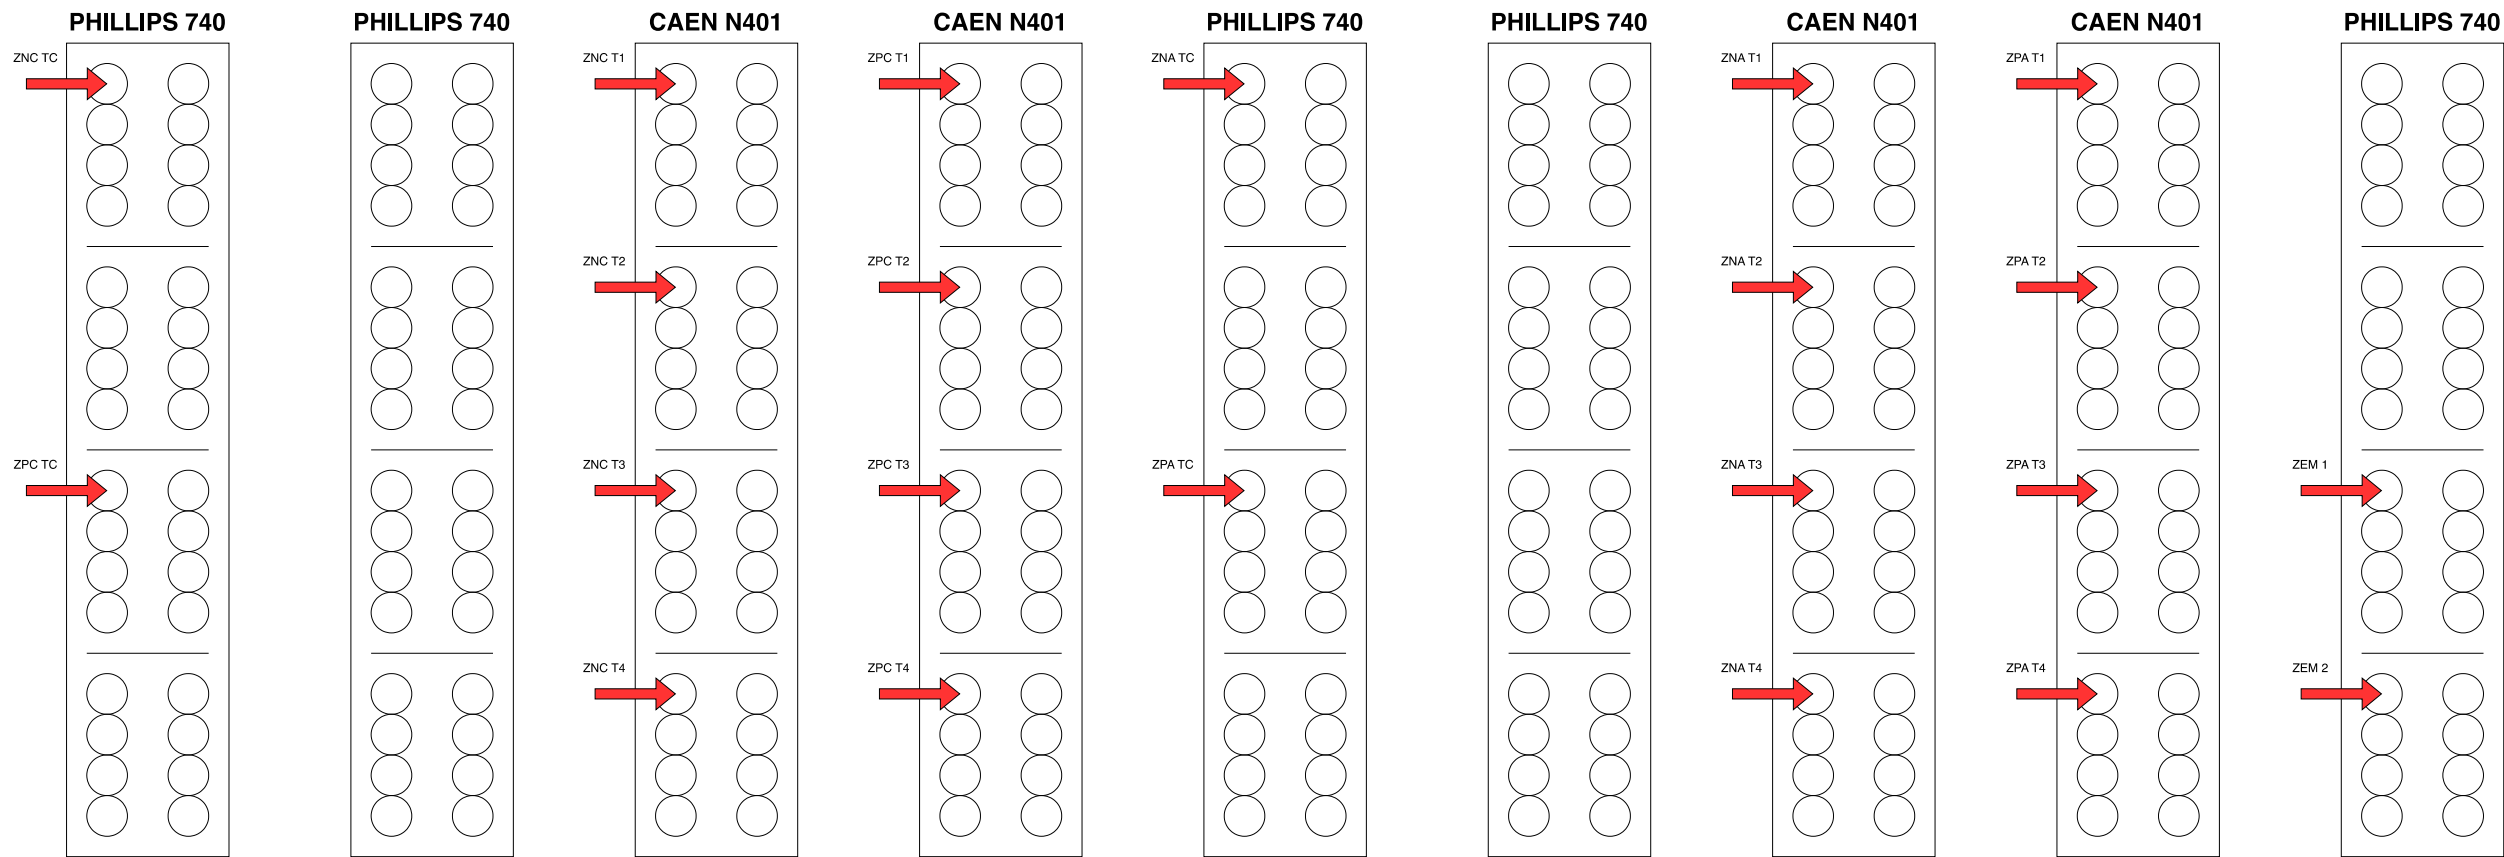 PHILLIPS 740 PHILLIPS 740 CAEN N401 CAEN N401 PHILLIPS 740 PHILLIPS 740 CAEN N401 CAEN N401 PHILLIPS 740
ZNC TC ZNC T1 ZPC T1 ZNA TC ZNA T1 ZPA T1
ZNC T2 ZPC T2 ZNA T2 ZPA T2
ZPC TC ZNC T3 ZPC T3 ZPA TC ZNA T3 ZPA T3 ZEM 1
ZNC T4 ZPC T4 ZNA T4 ZPA T4 ZEM 2